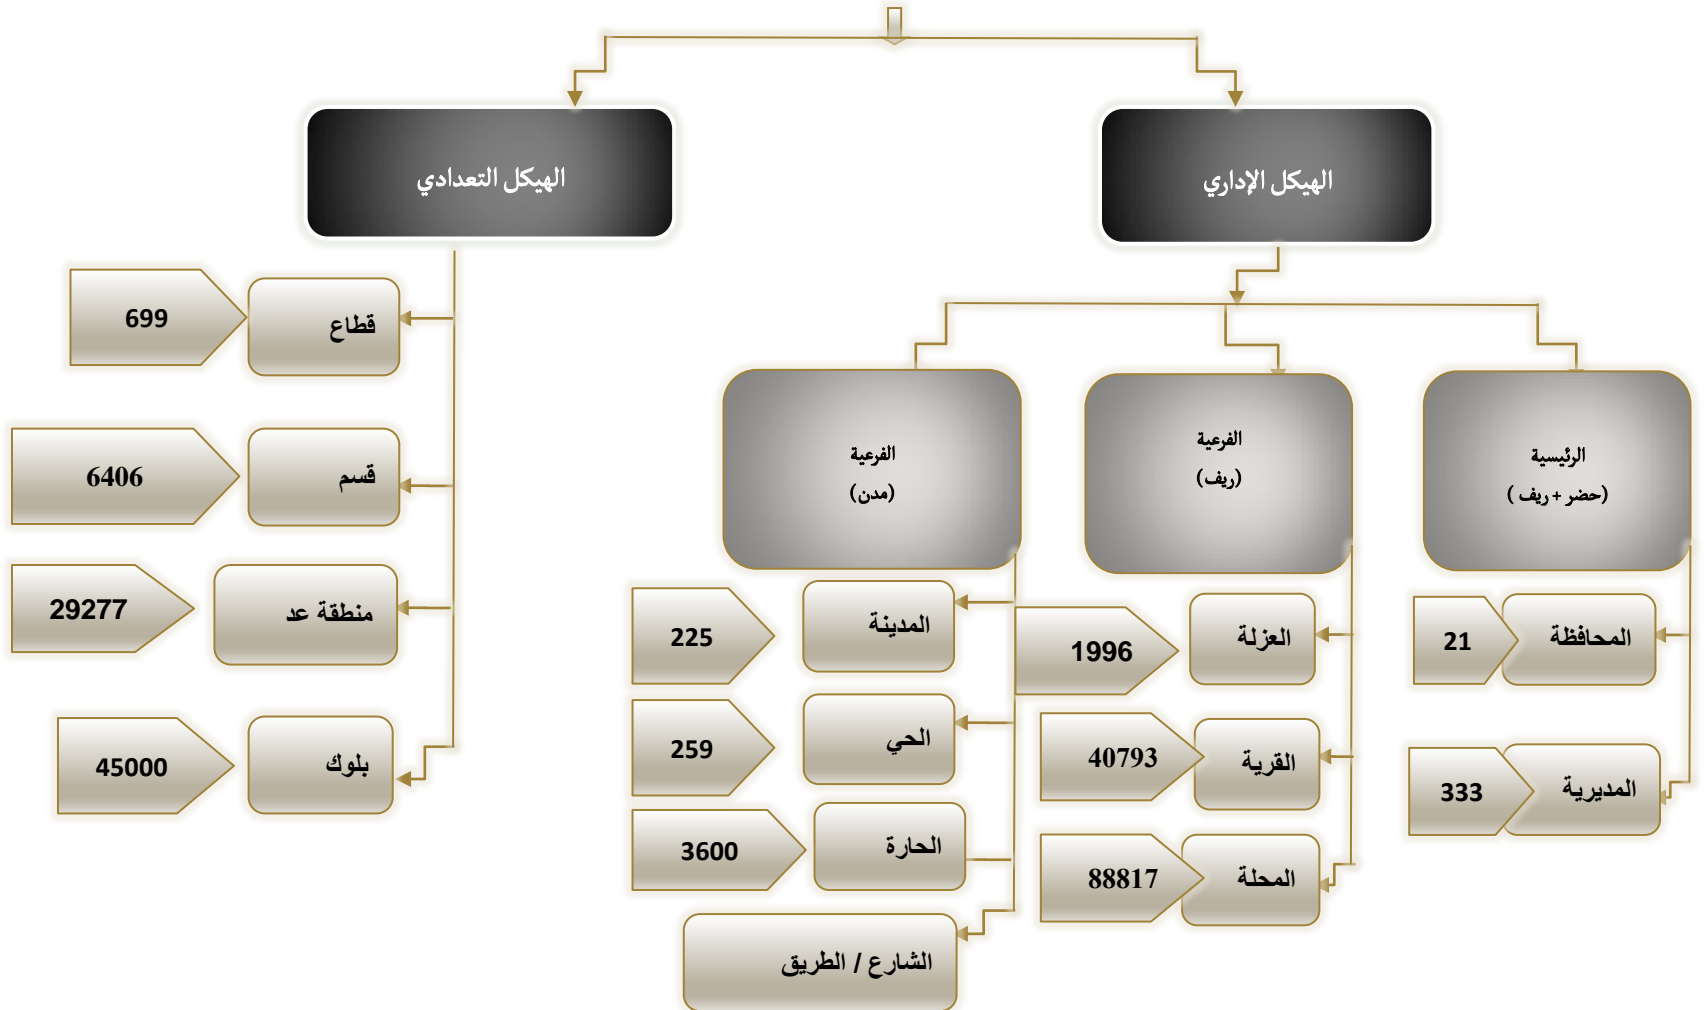 الهيكل الإداري
الهيكل التعدادي
الرئيسية
(حضر + ريف )
المحافظة
21
المديرية
333
الفرعية
(ريف)
العزلة
1996
القرية
40793
المحلة
88817
الفرعية
(مدن)
المدينة
225
الحي
259
الحارة
3600
الشارع / الطريق
قطاع
699
قسم
6406
منطقة عد
29277
بلوك
45000